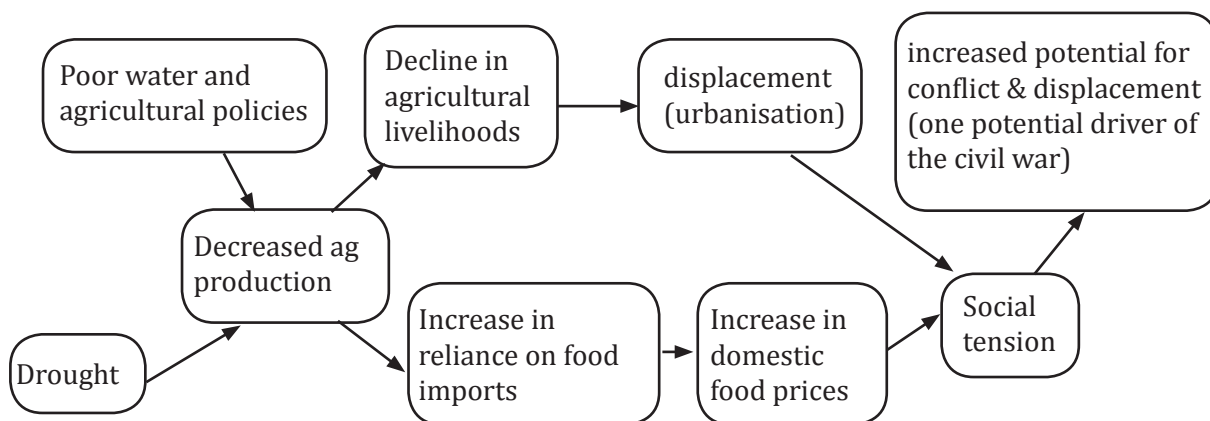 Poor water and
agricultural policies
Decline in
agricultural
livelihoods
displacement
(urbanisation)
increased potential for
conflict & displacement
(one potential driver of
the civil war)
Decreased ag
production
Drought
Increase in
reliance on food
imports
Increase in
domestic
food prices
Social
tension